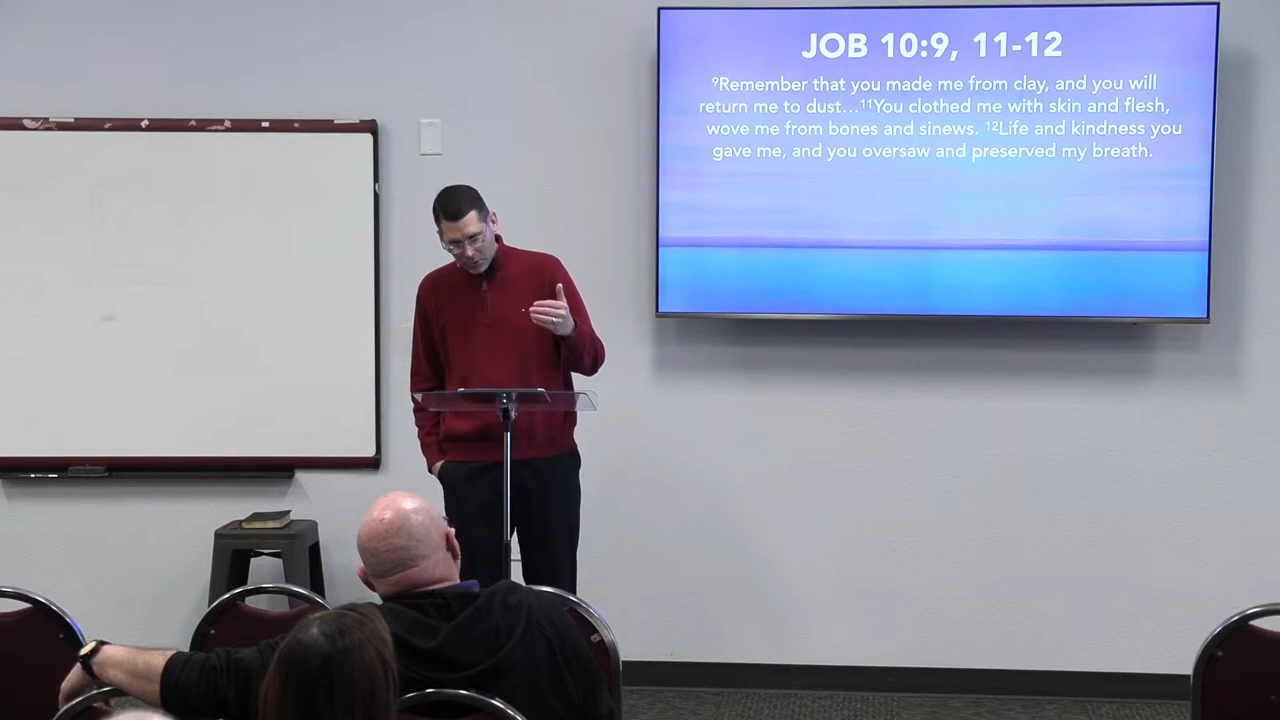 JOB 10:9, 11-12
⁹Remember that you made me from clay, and you will
return me to dust...¹¹You clothed me with skin and flesh,
wove me from bones and sinews. ¹²Life and kindness you
gave me, and you oversaw and preserved my breath.